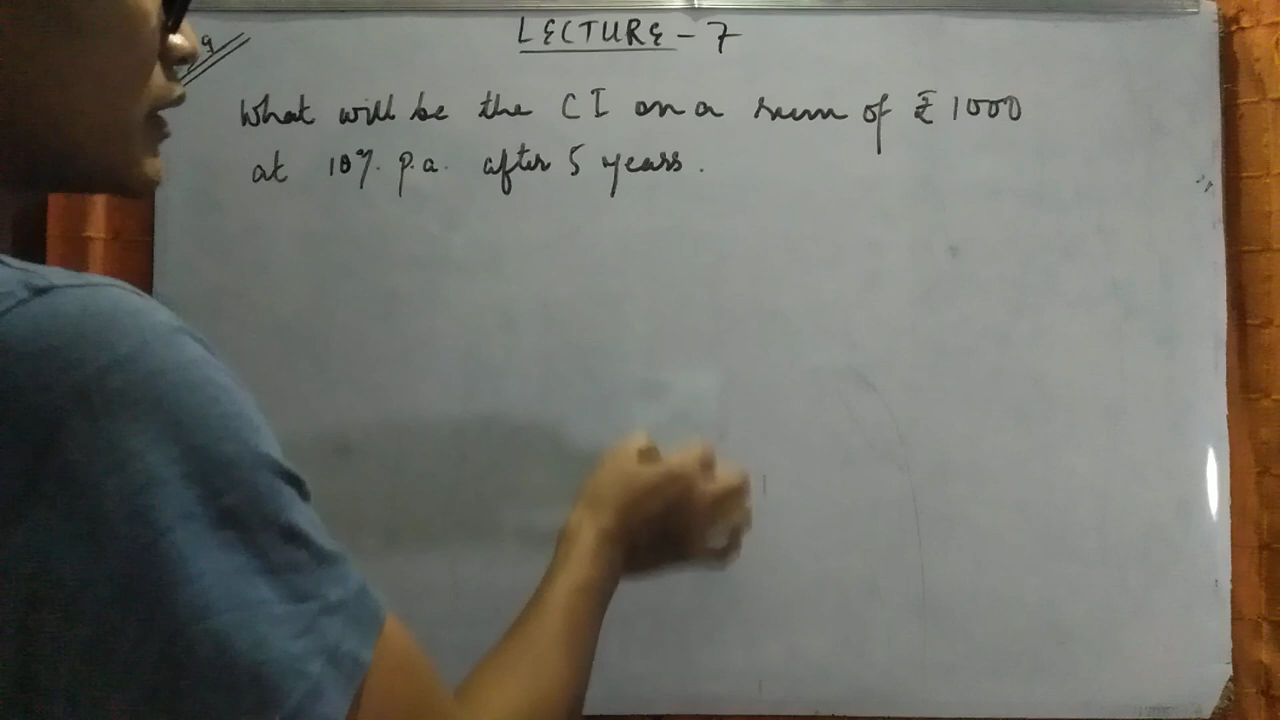 LECTURE - 7
What will be the CI on a sum of ₹ 1000
at 10% p.a. after 5 years.